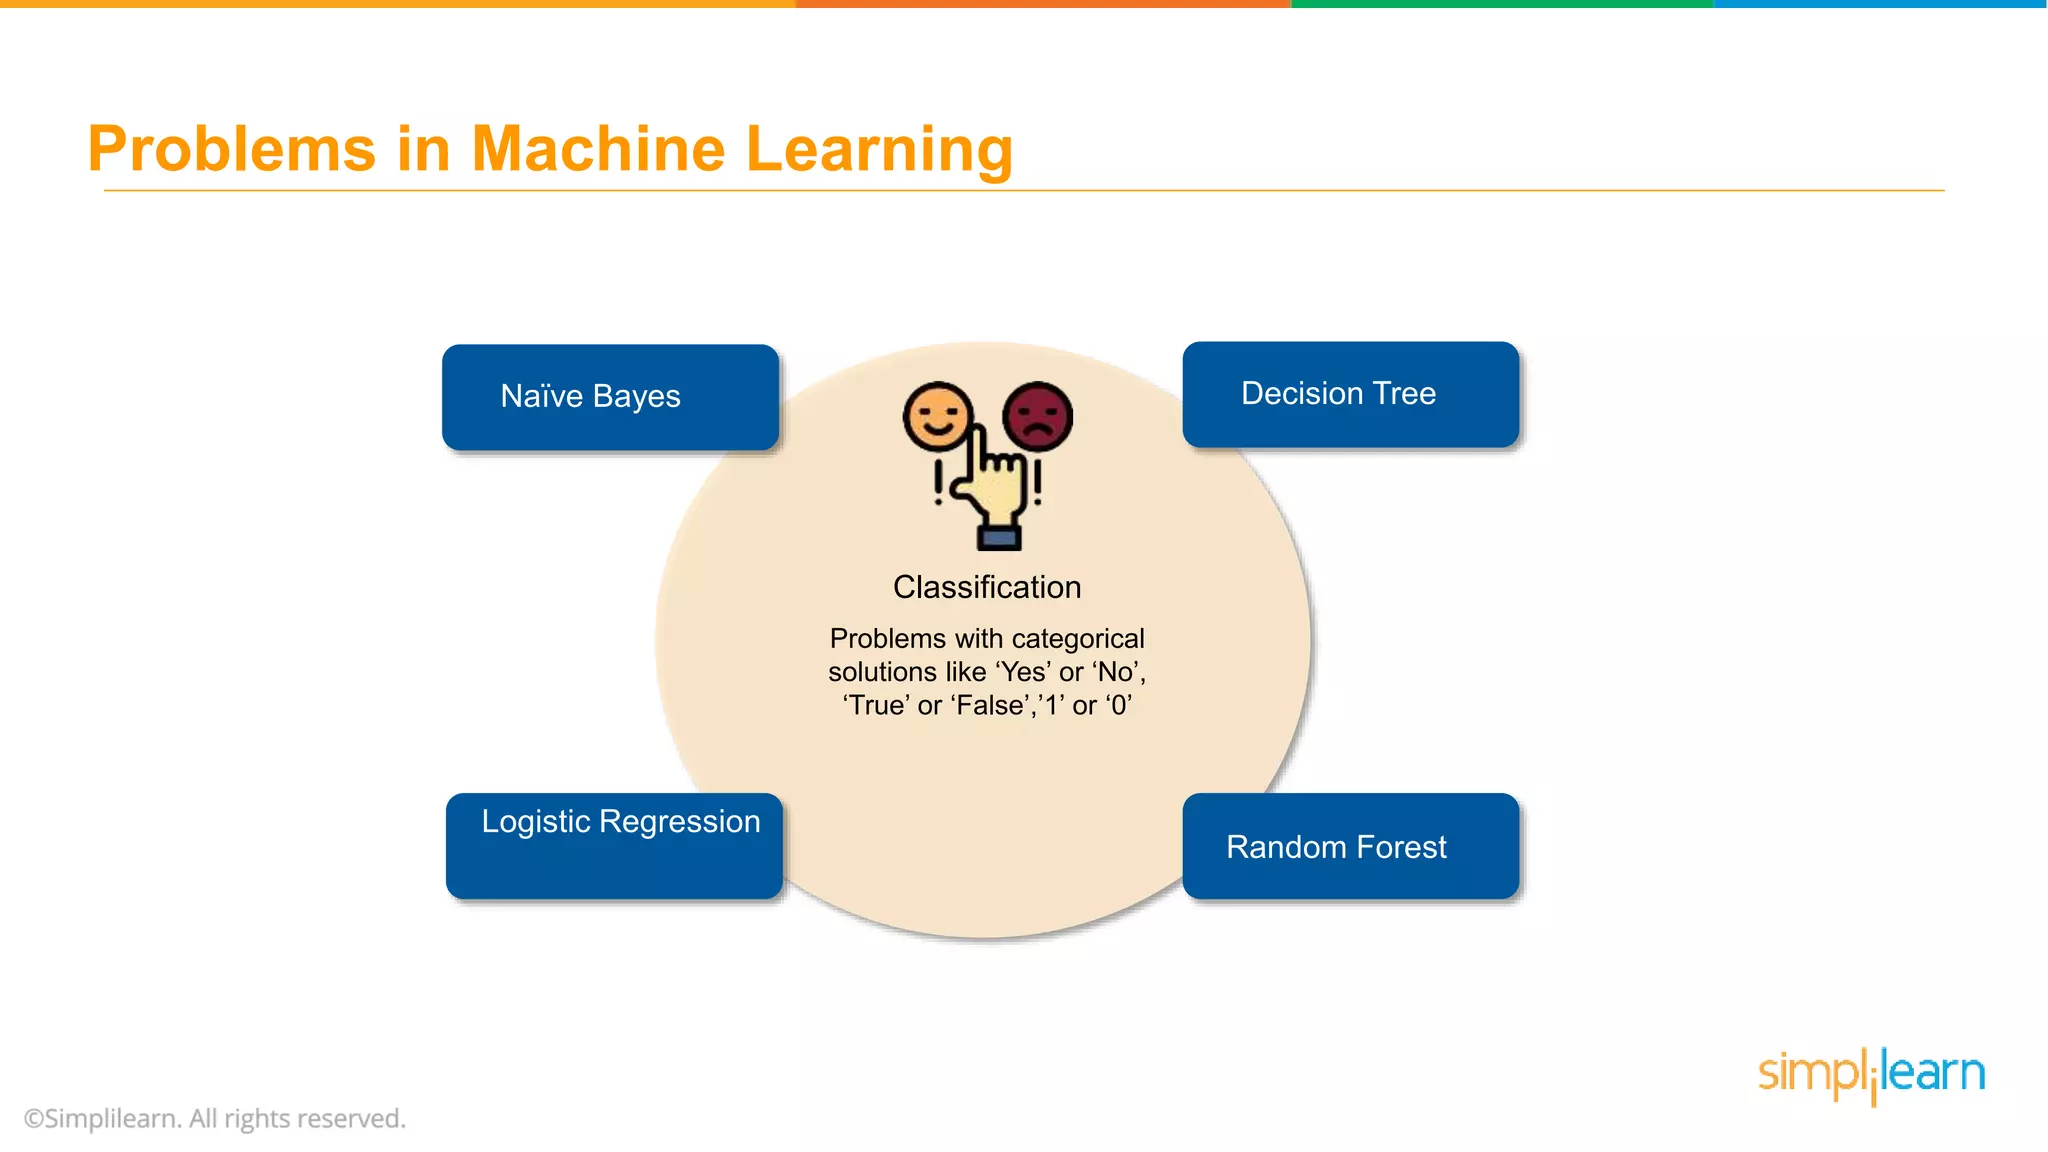 Problems in Machine Learning
Naïve Bayes
Decision Tree
Classification
Problems with categorical
solutions like ‘Yes’ or ‘No’,
‘True’ or ‘False’,’1’ or ‘0’
Logistic Regression
Random Forest
simplilearn
©Simplilearn. All rights reserved.